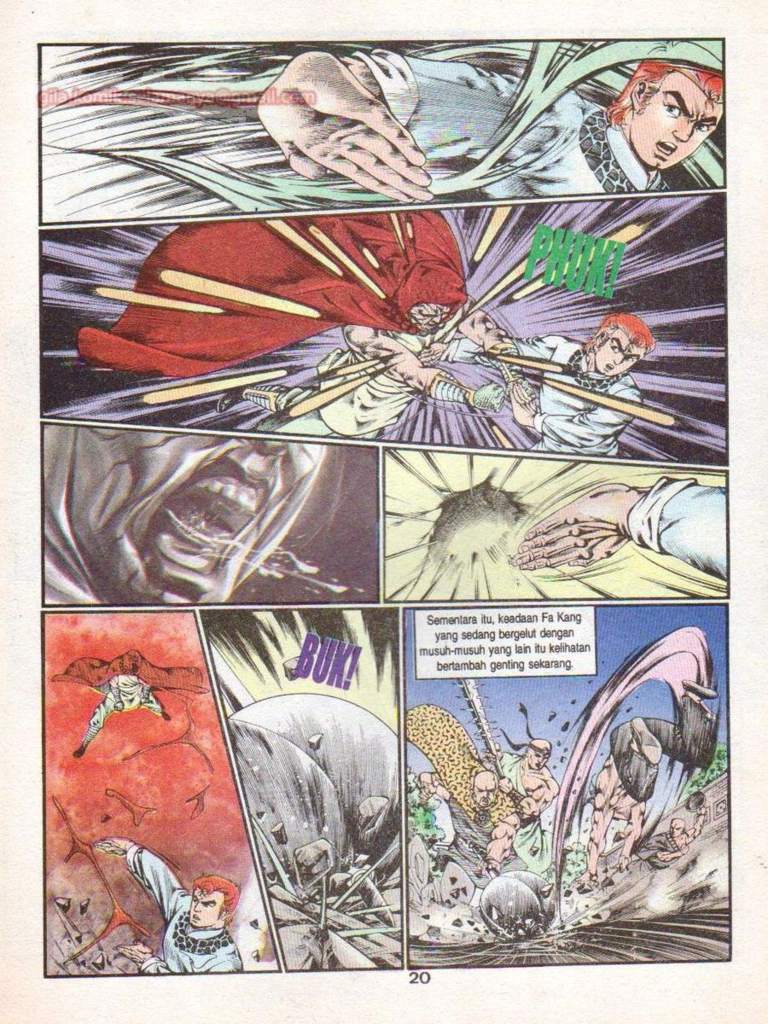 PHUK!
BUK!
Sementara itu, keadaan Fa Kang
yang sedang bergelut dengan
musuh-musuh yang lain itu kelihatan
bertambah genting sekarang.
20